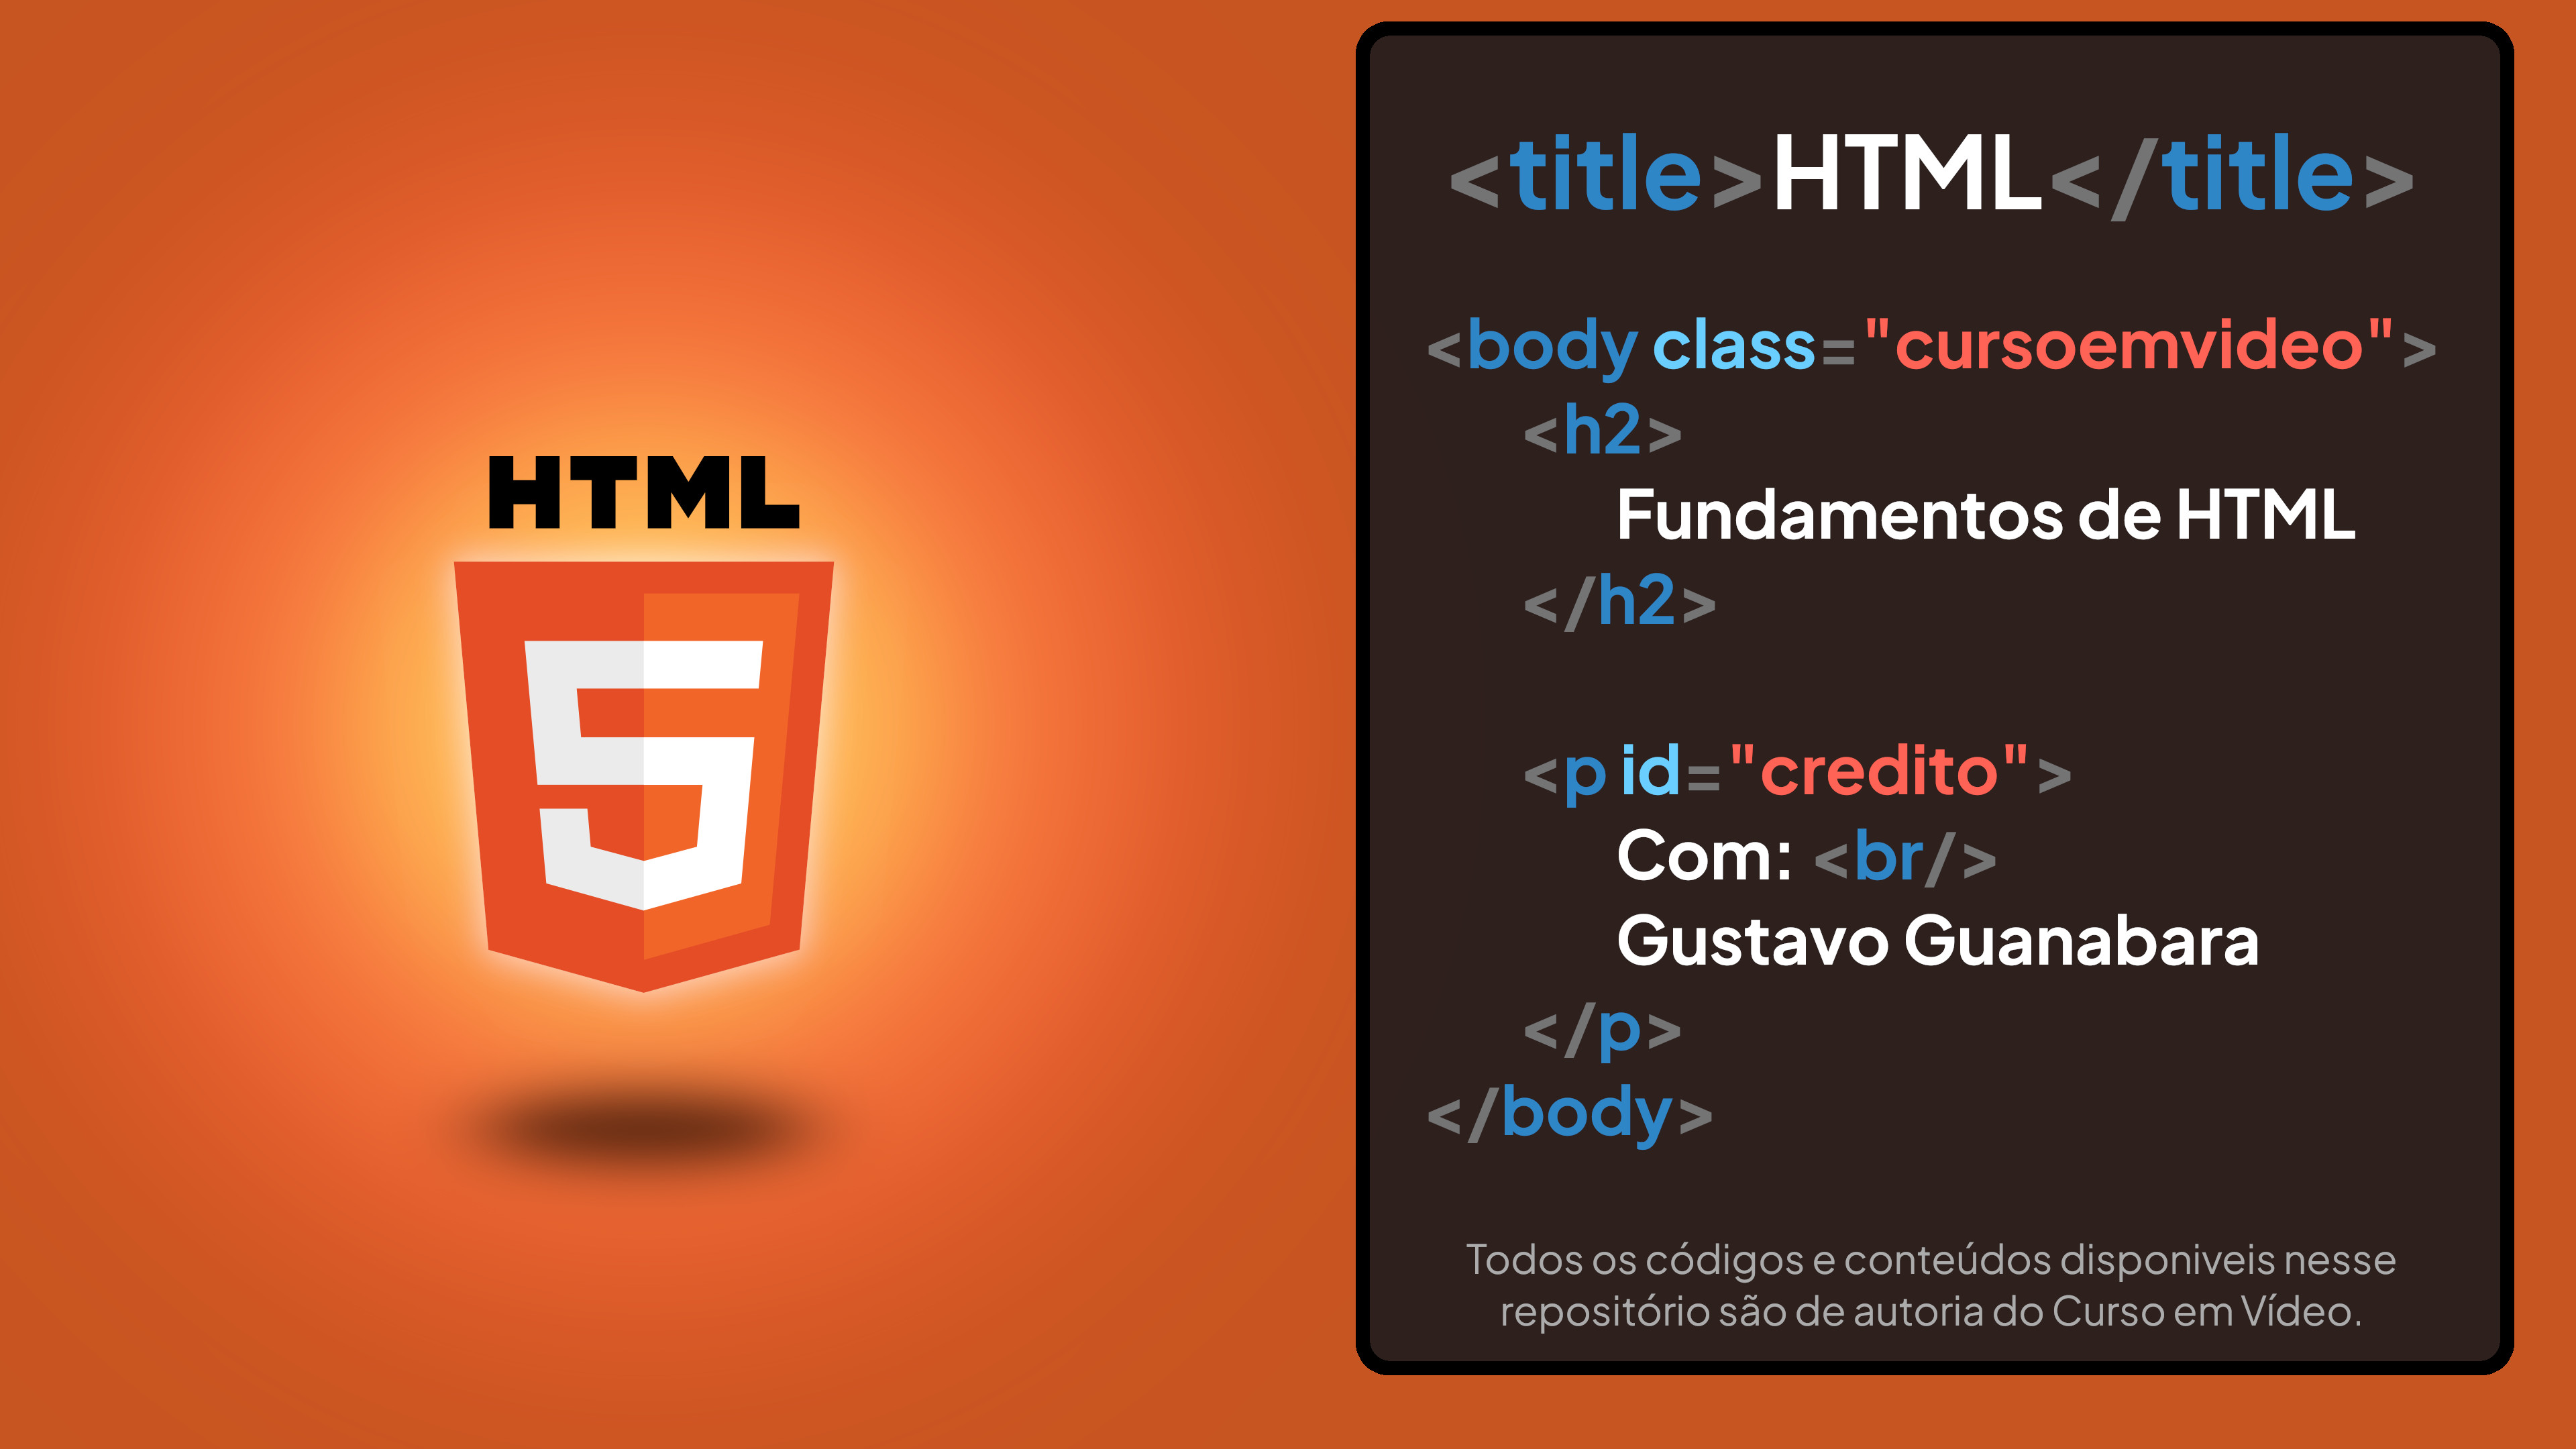 HTML
5
<title>HTML</title>
<body class="cursoemvideo">
<h2>
Fundamentos de HTML
</h2>
<p id="credito">
Com: <br/>
Gustavo Guanabara
</p>
</body>
Todos os códigos e conteúdos disponiveis nesse
repositório são de autoria do Curso em Vídeo.